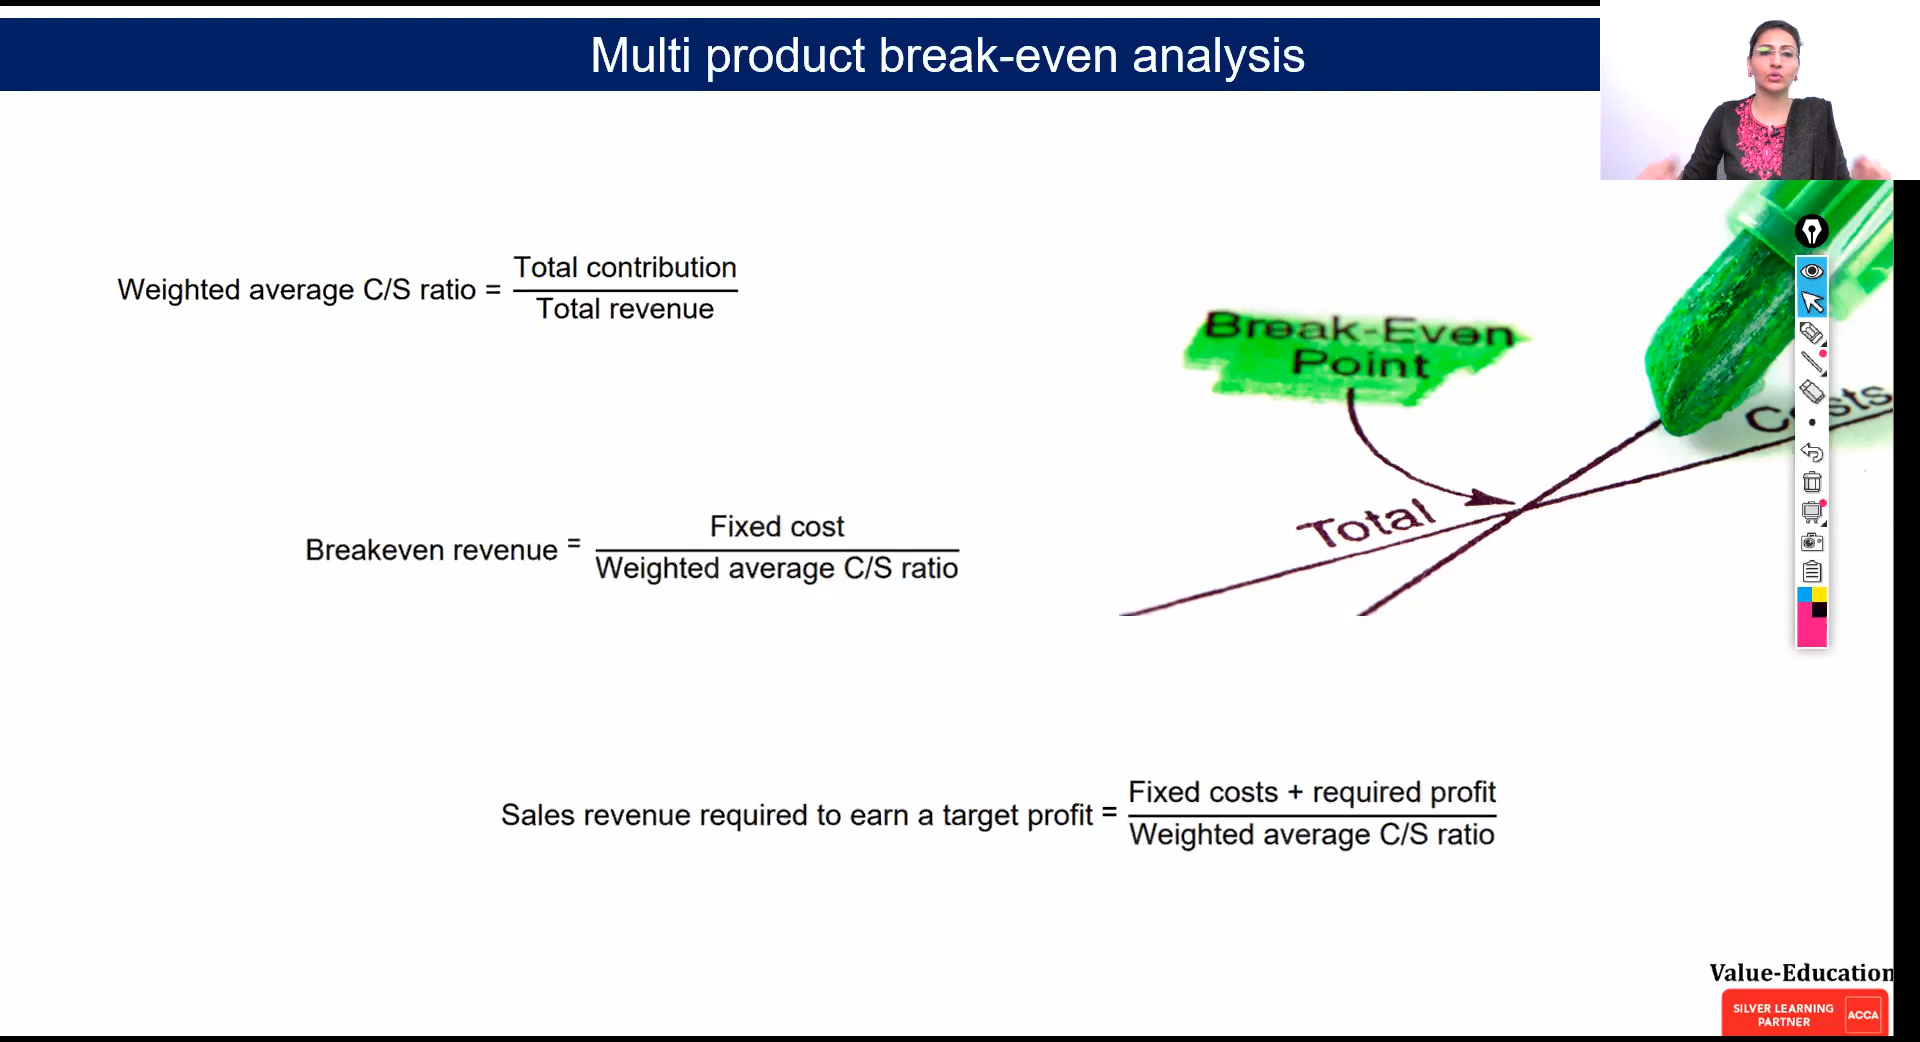 Multi product break-even analysis
Weighted average C/S ratio = Total contribution
Total revenue
Break-Even
Point
Costs
Total
Breakeven revenue = Fixed cost
Weighted average C/S ratio
Sales revenue required to earn a target profit = Fixed costs + required profit
Weighted average C/S ratio
Value-Education
SILVER LEARNING
PARTNER
ACCA